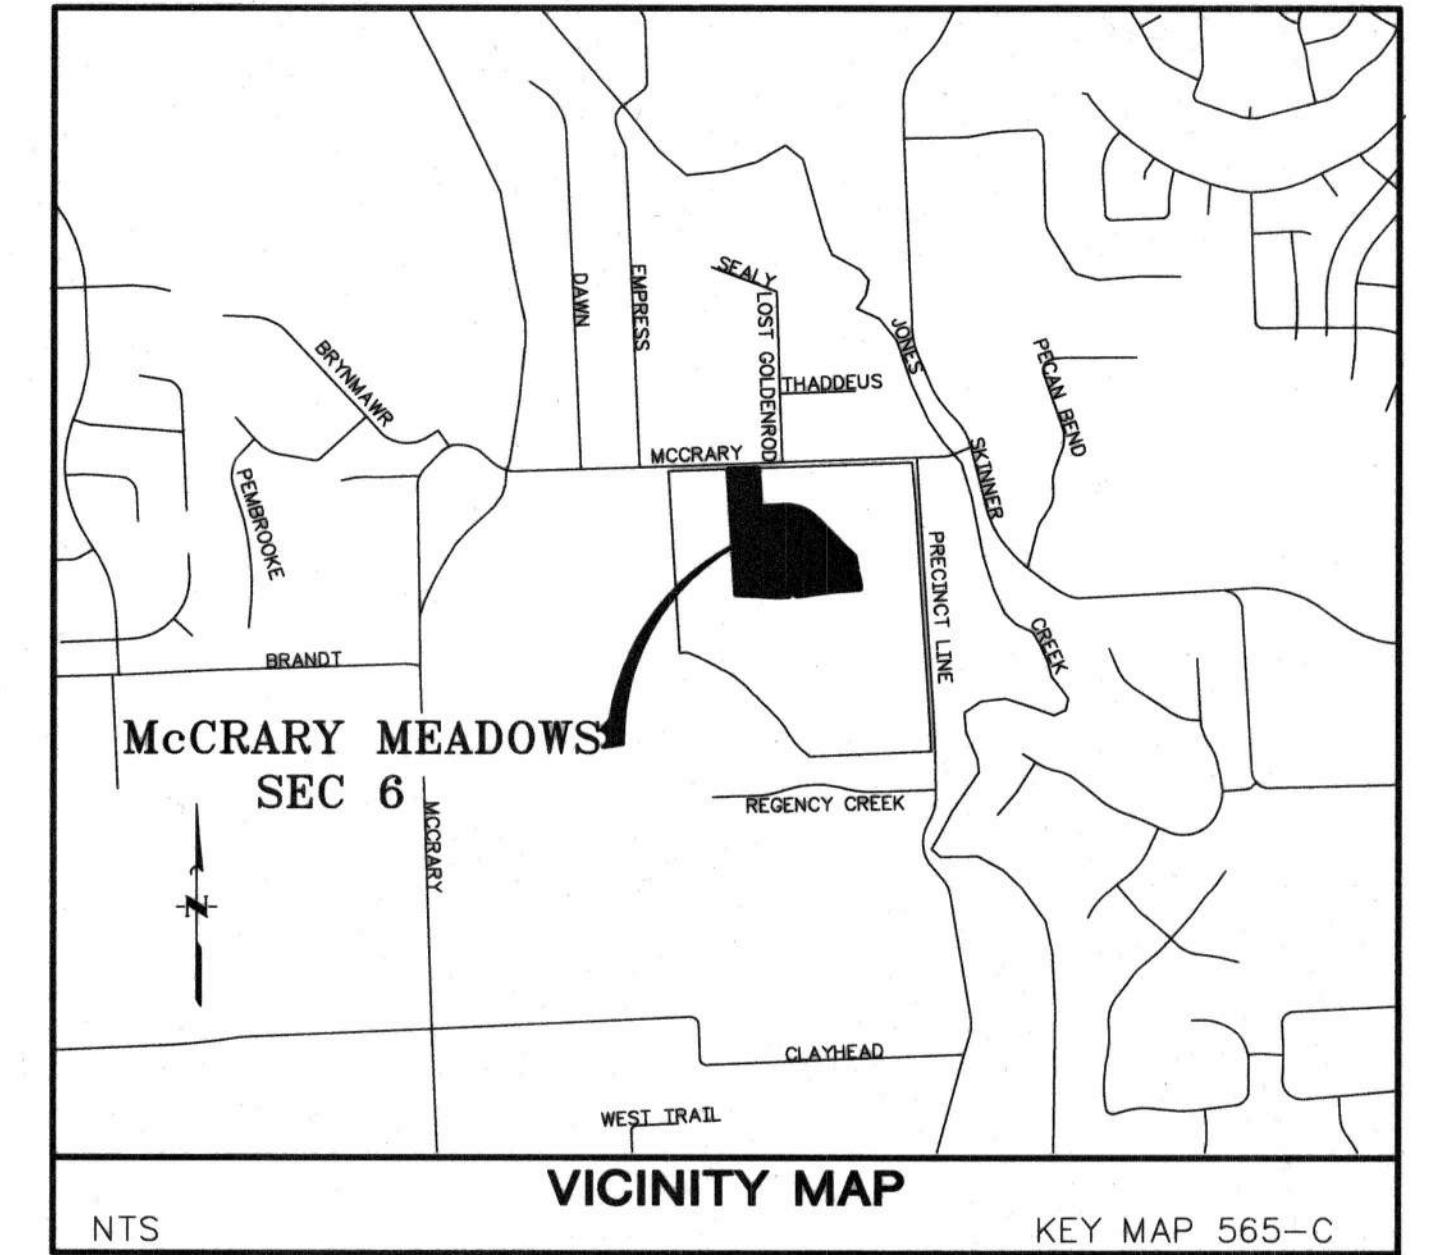 SEALY
DAWN
EMPRESS
LOST GOLDENROD
JONES
BRYNMAWR
THADDEUS
PECAN BEND
MCCRARY
SKINNER
PEMBROOKE
PRECINCT LINE
CREEK
BRANDT
McCRARY MEADOWS
SEC 6
REGENCY CREEK
MCCRARY
N
CLAYHEAD
WEST TRAIL
VICINITY MAP
NTS
KEY MAP 565-C